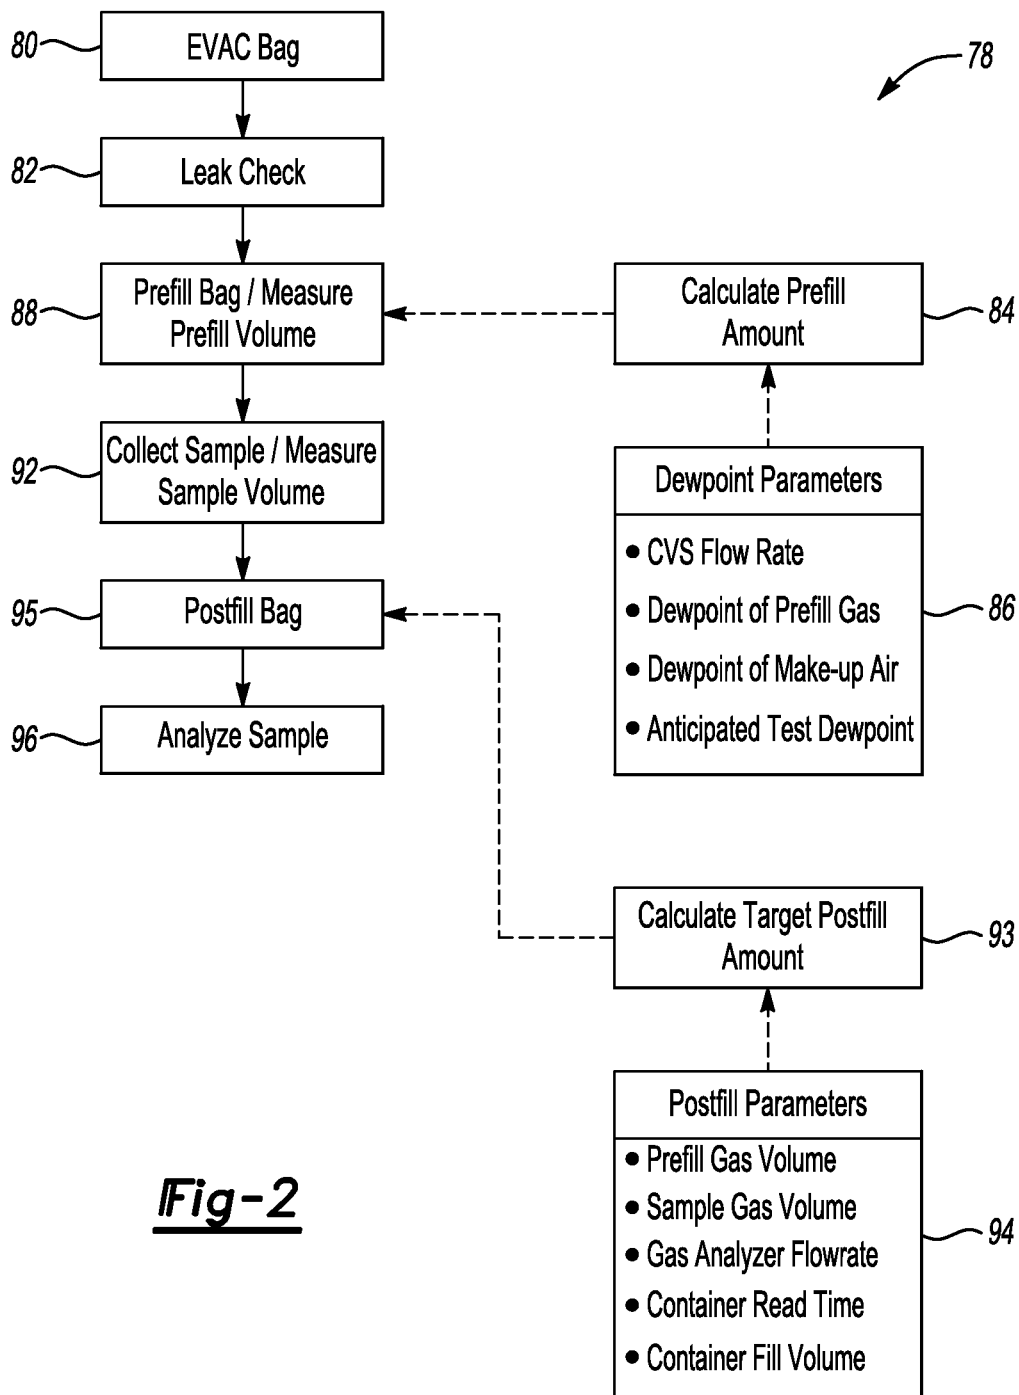 80
EVAC Bag
78
82
Leak Check
88
Prefill Bag / Measure
Prefill Volume
Calculate Prefill
Amount
84
92
Collect Sample / Measure
Sample Volume
Dewpoint Parameters
• CVS Flow Rate
• Dewpoint of Prefill Gas
• Dewpoint of Make-up Air
• Anticipated Test Dewpoint
86
95
Postfill Bag
96
Analyze Sample
Calculate Target Postfill
Amount
93
Postfill Parameters
• Prefill Gas Volume
• Sample Gas Volume
• Gas Analyzer Flowrate
• Container Read Time
• Container Fill Volume
94
Fig-2